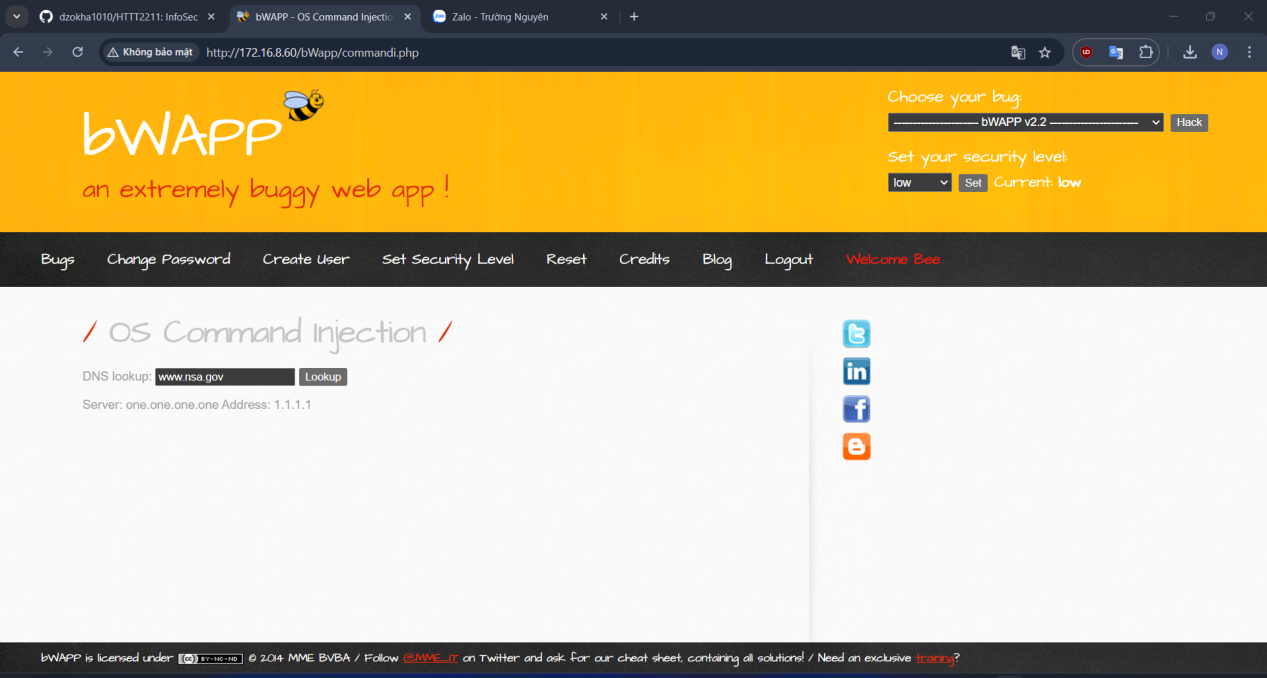 dzokha1010/HTTT2211: InfoSec
bWAPP - OS Command Injectio
Zalo - Trường Nguyên
Không bảo mật
http://172.16.8.60/bWapp/commandi.php
UD
N
bWAPP
an extremely buggy web app !
Choose your bug:
---------------------- bWAPP v2.2 -----------------------
Hack
Set your security level:
low
Set
Current: low
Bugs
Change Password
Create User
Set Security Level
Reset
Credits
Blog
Logout
Welcome Bee
/ OS Command Injection /
DNS lookup: www.nsa.gov Lookup
Server: one.one.one.one Address: 1.1.1.1
bWAPP is licensed under (cc) BY-NC-ND © 2014 MME BVBA / Follow @MME_IT on Twitter and ask for our cheat sheet, containing all solutions! / Need an exclusive training?